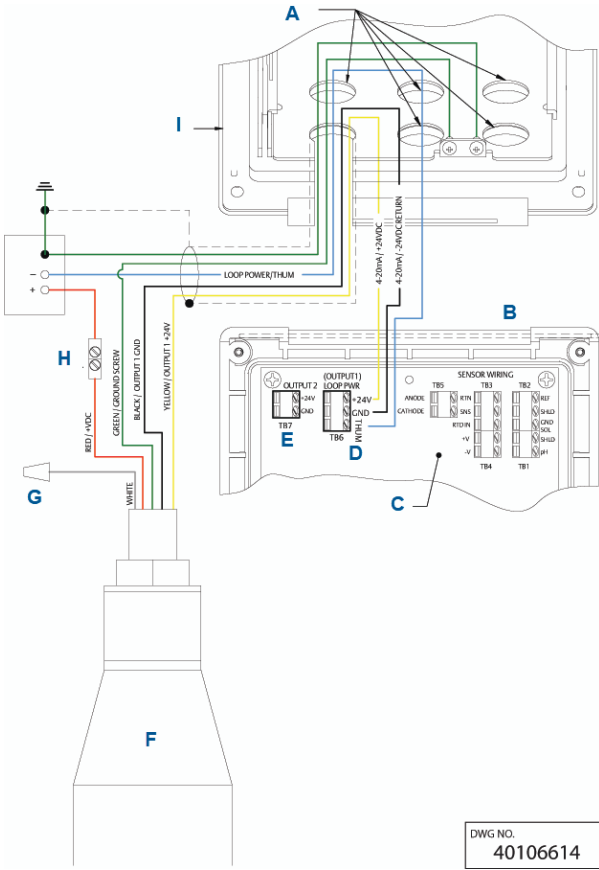 A
I
4-20mA / +24VDC
4-20mA / -24VDC RETURN
LOOP POWER/THUM
−
+
B
H
RED / +VDC
GREEN / GROUND SCREW
BLACK / OUTPUT 1 GND
YELLOW / OUTPUT 1 +24V
OUTPUT 2
+24V
GND
TB7
E
(OUTPUT1)
LOOP PWR
+24V
GND
THUM
TB6
D
SENSOR WIRING
TB5
TB3
TB2
ANODE
CATHODE
RTN
SNS
RTD IN
+V
-V
REF
SHLD
GND
SOL
SHLD
pH
TB4
TB1
C
G
WHITE
F
DWG NO.
40106614